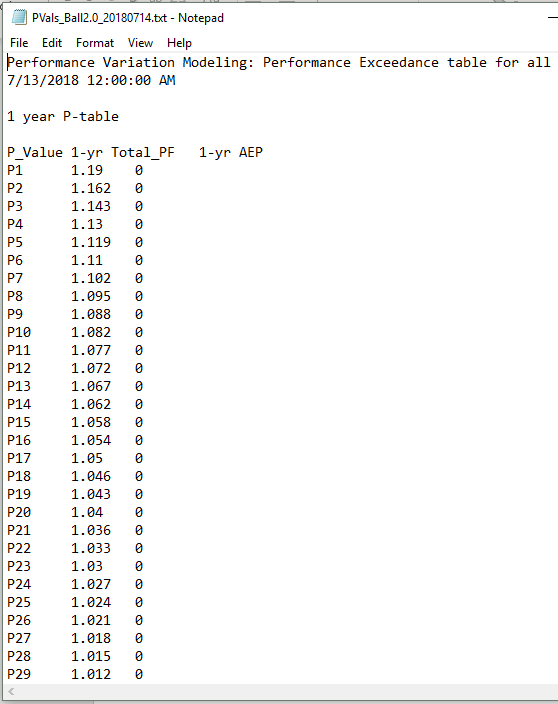 PVals_Ball2.0_20180714.txt - Notepad
File Edit Format View Help
Performance Variation Modeling: Performance Exceedance table for all
7/13/2018 12:00:00 AM
1 year P-table
P_Value 1-yr Total_PF 1-yr AEP
P1 1.19 0
P2 1.162 0
P3 1.143 0
P4 1.13 0
P5 1.119 0
P6 1.11 0
P7 1.102 0
P8 1.095 0
P9 1.088 0
P10 1.082 0
P11 1.077 0
P12 1.072 0
P13 1.067 0
P14 1.062 0
P15 1.058 0
P16 1.054 0
P17 1.05 0
P18 1.046 0
P19 1.043 0
P20 1.04 0
P21 1.036 0
P22 1.033 0
P23 1.03 0
P24 1.027 0
P25 1.024 0
P26 1.021 0
P27 1.018 0
P28 1.015 0
P29 1.012 0